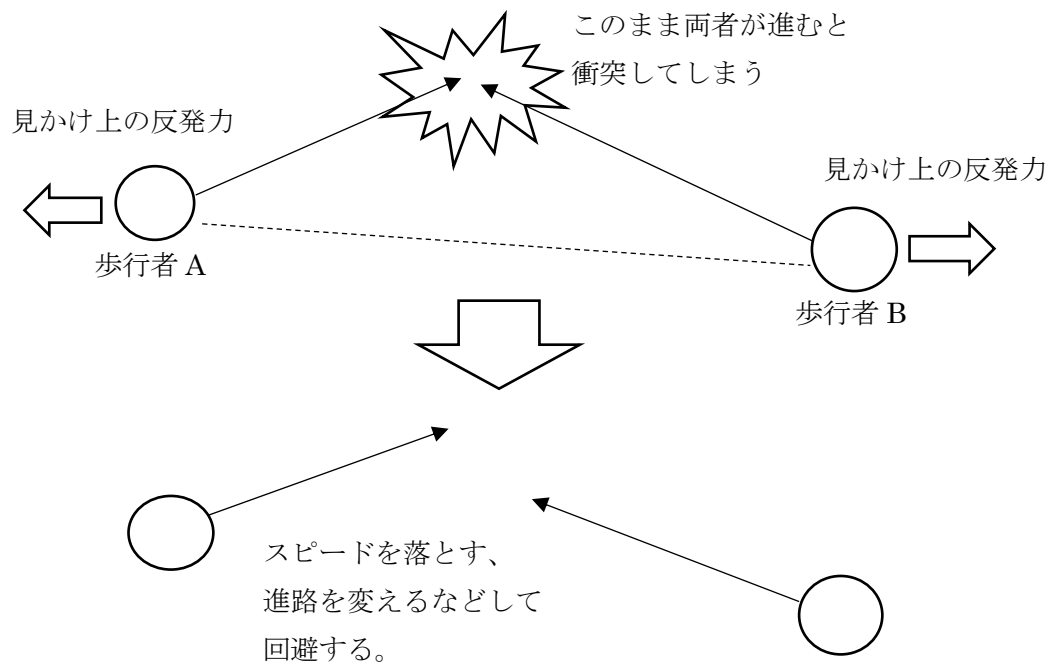 このまま両者が進むと
衝突してしまう
見かけ上の反発力
見かけ上の反発力
歩行者 A
歩行者 B
スピードを落とす、
進路を変えるなどして
回避する。